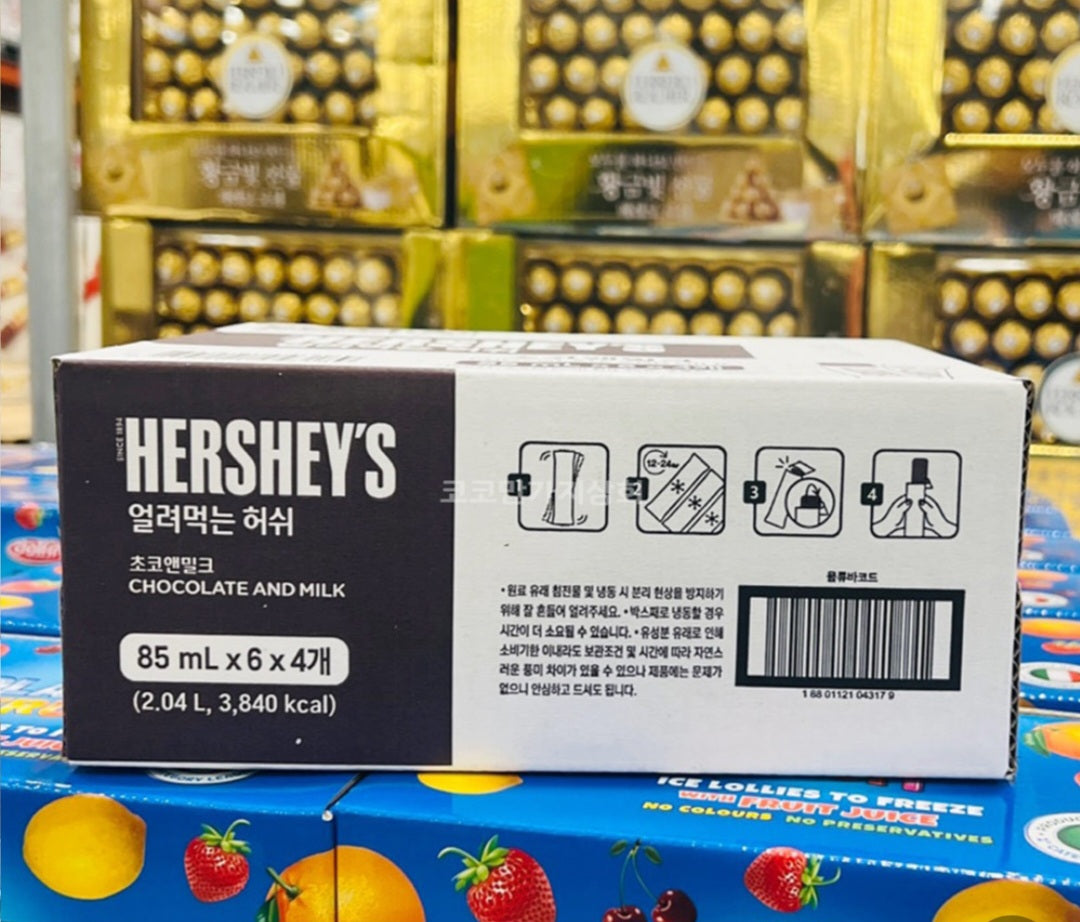 황금빛 선물
SINCE 1894
HERSHEY'S
얼려먹는 허쉬
초코앤밀크
CHOCOLATE AND MILK
85 mL x 6 x 4개
(2.04 L, 3,840 kcal)
코코만가지상회
1
2
12-24
3
4
• 원료 유래 침전물 및 냉동 시 분리 현상을 방지하기
위해 잘 흔들어 얼려주세요. • 박스째로 냉동할 경우
시간이 더 소요될 수 있습니다. • 유성분 유래로 인해
소비기한 이내라도 보관조건 및 시간에 따라 자연스
러운 풍미 차이가 있을 수 있으나 제품에는 문제가
없으니 안심하고 드셔도 됩니다.
물류바코드
1 68 01121 04317 9
ICE LOLLIES TO FREEZE
WITH FRUIT JUICE
NO COLOURS NO PRESERVATIVES